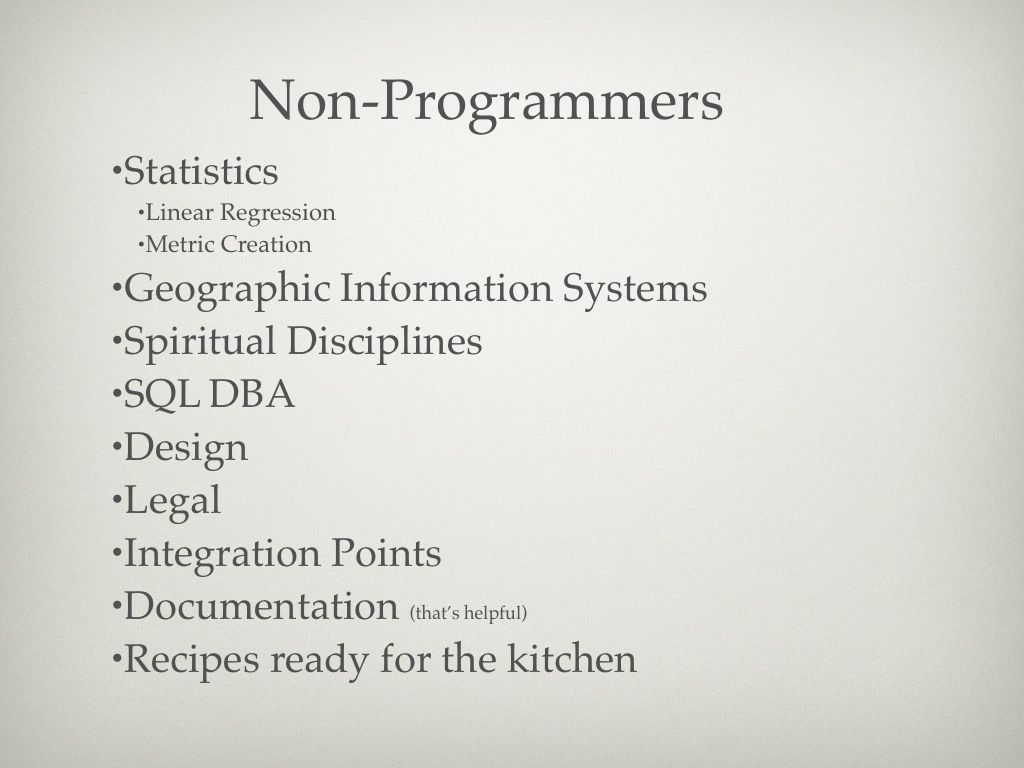 Non-Programmers
•Statistics
•Linear Regression
•Metric Creation
•Geographic Information Systems
•Spiritual Disciplines
•SQL DBA
•Design
•Legal
•Integration Points
•Documentation (that’s helpful)
•Recipes ready for the kitchen